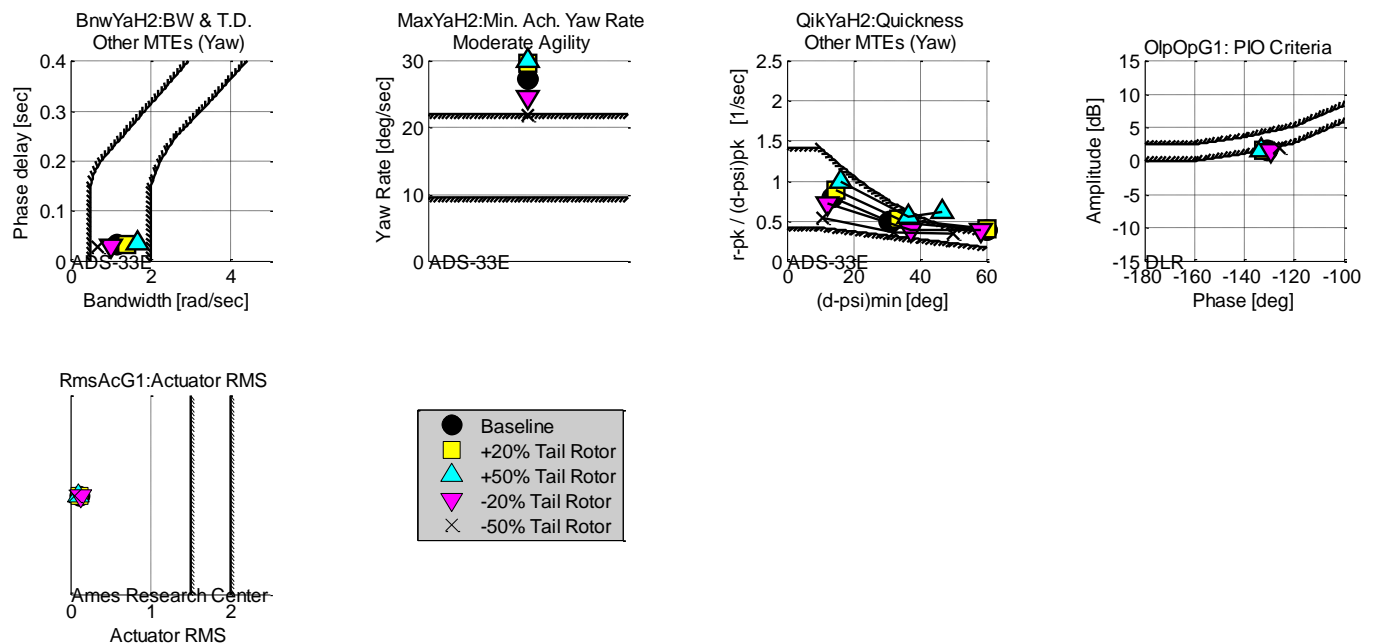 BnwYaH2:BW & T.D.
Other MTEs (Yaw)
0.4
0.3
0.2
0.1
0
Phase delay [sec]
ADS-33E
0 2 4
Bandwidth [rad/sec]
MaxYaH2:Min. Ach. Yaw Rate
Moderate Agility
30
20
10
0
Yaw Rate [deg/sec]
ADS-33E
QikYaH2:Quickness
Other MTEs (Yaw)
2.5
2
1.5
1
0.5
0
r-pk / (d-psi)pk [1/sec]
ADS-33E
0 20 40 60
(d-psi)min [deg]
OlpOpG1: PIO Criteria
15
10
5
0
-5
-10
-15
Amplitude [dB]
DLR
-180 -160 -140 -120 -100
Phase [deg]
RmsAcG1:Actuator RMS
Ames Research Center
0 1 2
Actuator RMS
Baseline
+20% Tail Rotor
+50% Tail Rotor
-20% Tail Rotor
-50% Tail Rotor